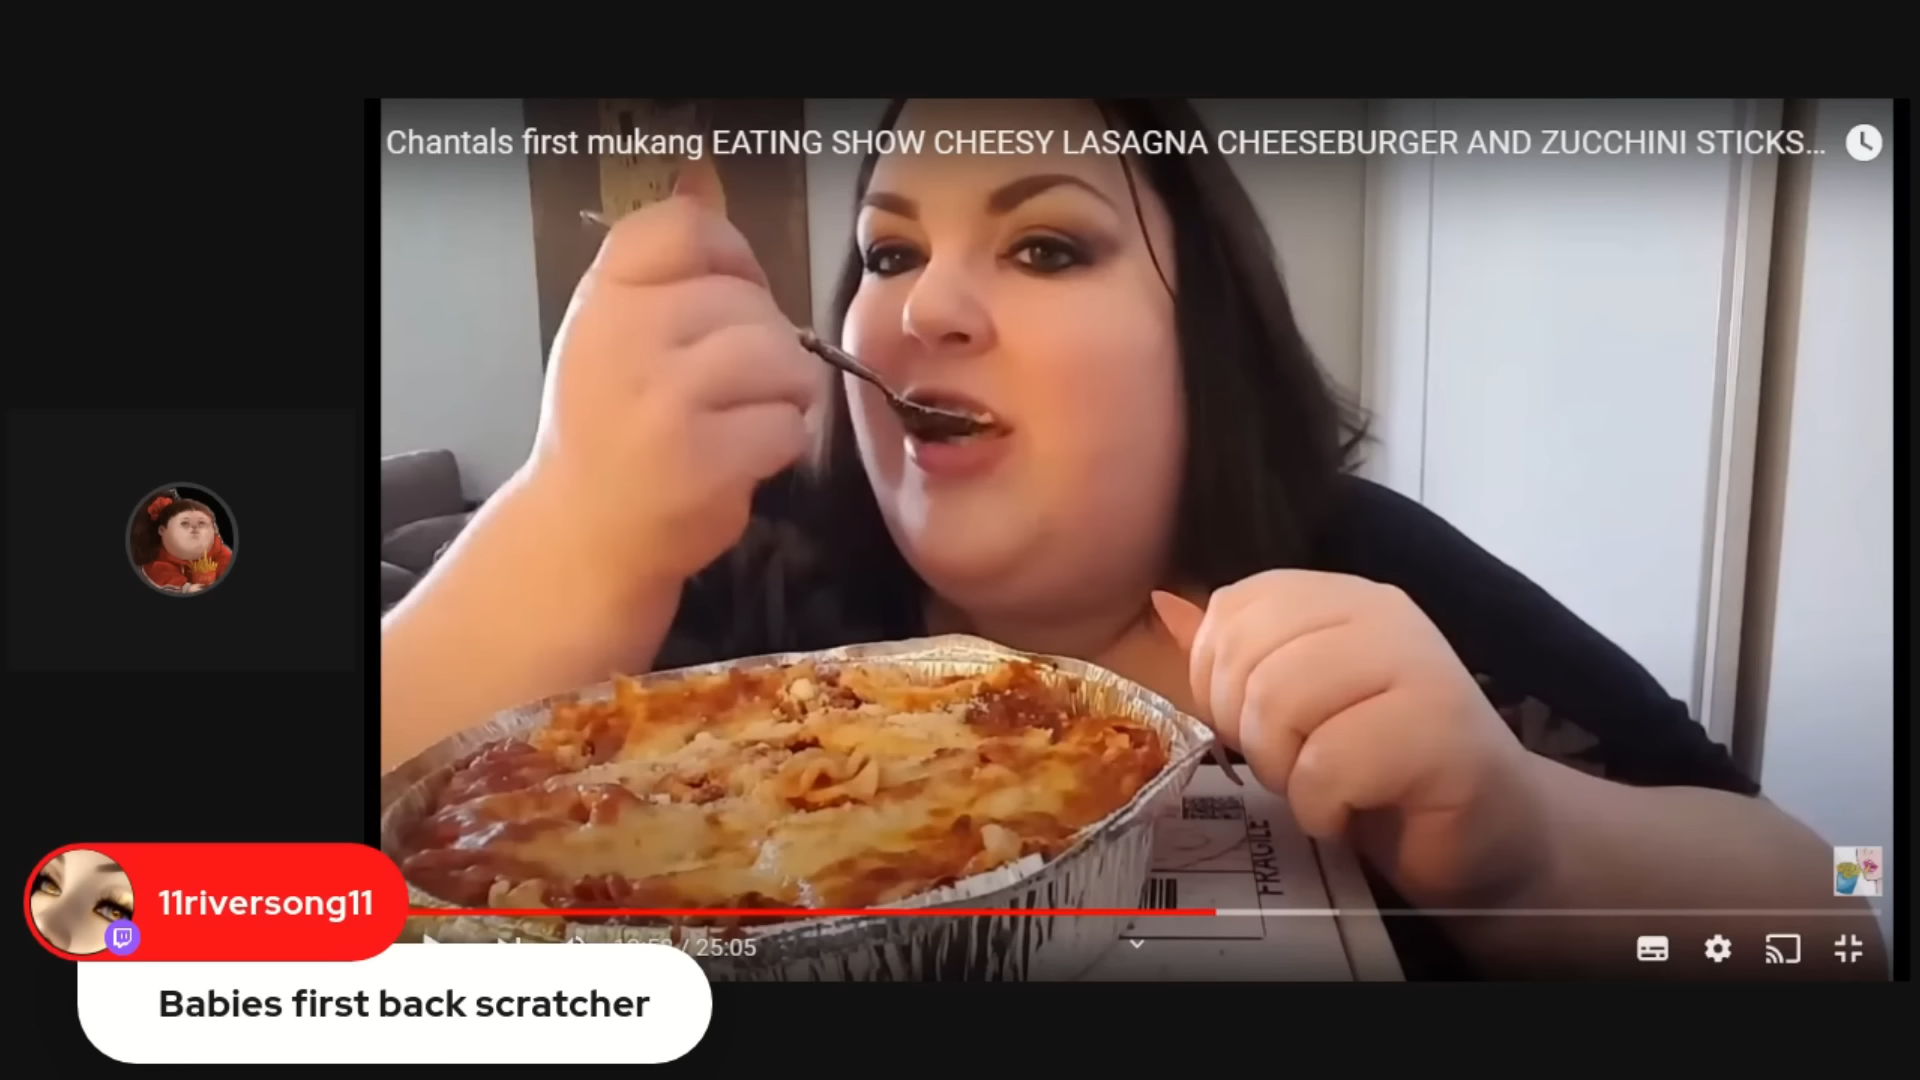 Chantals first mukang EATING SHOW CHEESY LASAGNA CHEESEBURGER AND ZUCCHINI STICKS...
FRAGILE
11riversong11
/ 25:05
Babies first back scratcher